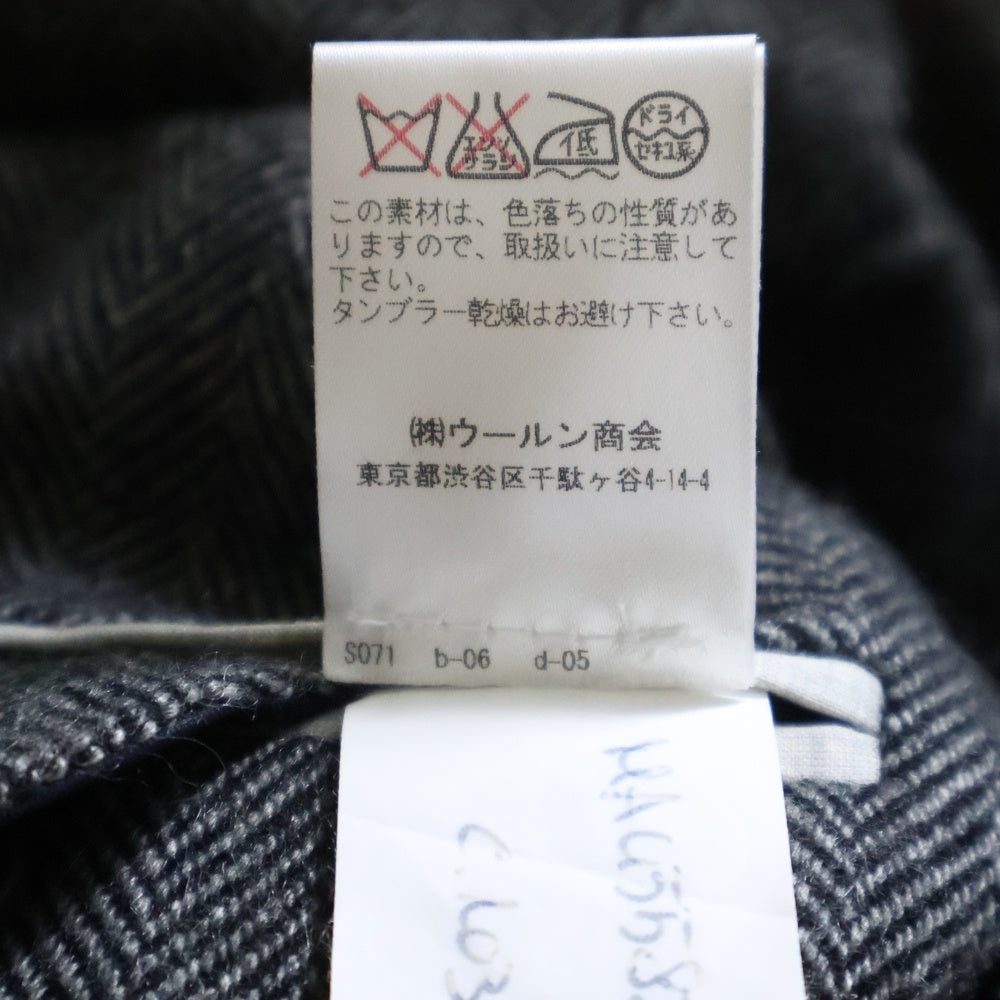 エンソ
サラシ
低
ドライ
セキユ系
この素材は、色落ちの性質があ
りますので、取扱いに注意して
下さい。
タンブラー乾燥はお避け下さい。
㈱ウールン商会
東京都渋谷区千駄ヶ谷4-14-4
S071 b-06 d-05